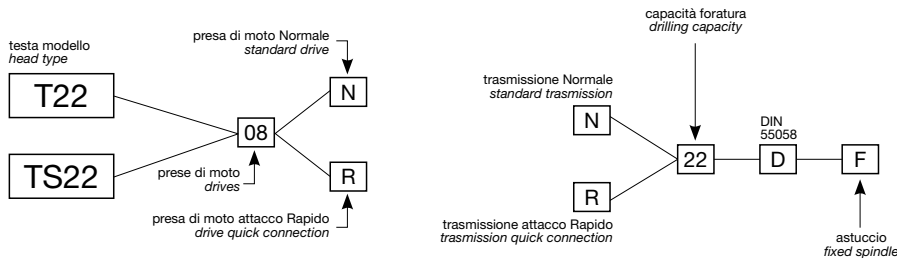 testa modello
head type
T22
TS22
presa di moto Normale
standard drive
N
08
prese di moto
drives
R
presa di moto attacco Rapido
drive quick connection
capacità foratura
drilling capacity
trasmissione Normale
standard trasmission
N
R
trasmissione attacco Rapido
trasmission quick connection
22
DIN
55058
D
F
astuccio
fixed spindle